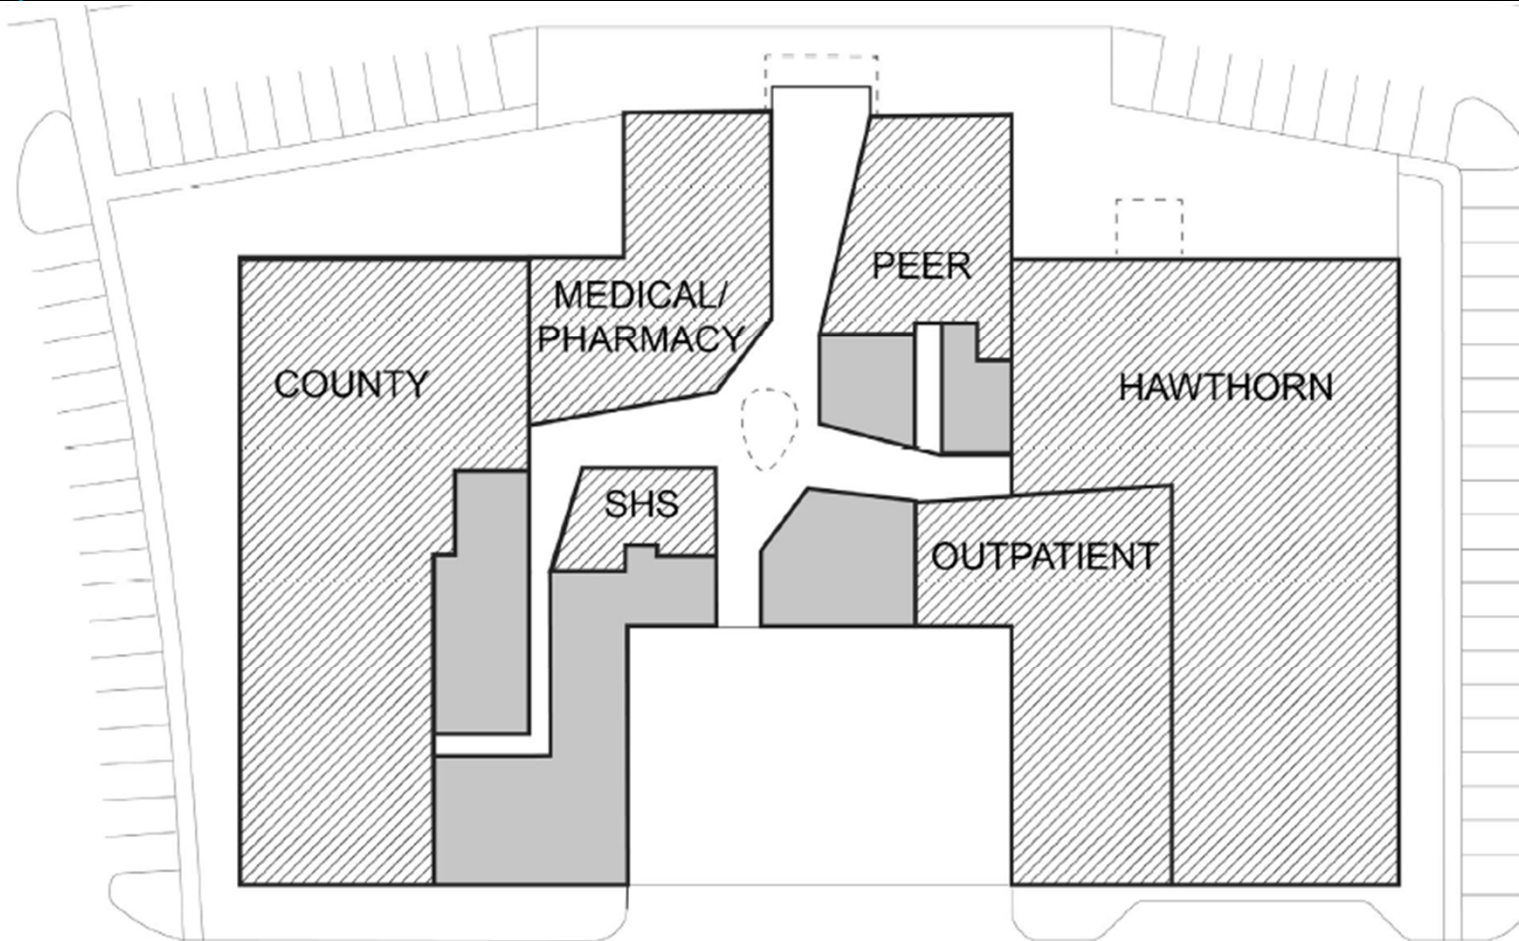 PEER
MEDICAL/
PHARMACY
COUNTY
HAWTHORN
SHS
OUTPATIENT